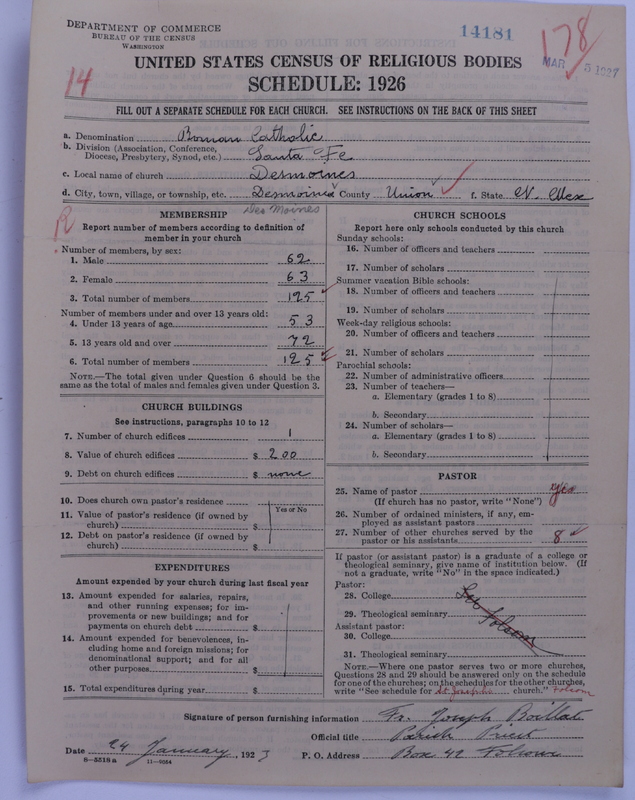 DEPARTMENT OF COMMERCE
BUREAU OF THE CENSUS
WASHINGTON
14181
178
MAR 5 1927
14
UNITED STATES CENSUS OF RELIGIOUS BODIES
SCHEDULE: 1926
FILL OUT A SEPARATE SCHEDULE FOR EACH CHURCH. SEE INSTRUCTIONS ON THE BACK OF THIS SHEET
a. Denomination Roman Catholic
b. Division (Association, Conference,
Diocese, Presbytery, Synod, etc.) Santa Fe
c. Local name of church Desmoines
d. City, town, village, or township, etc. Desmoines County Union f. State N. Mex
Des Moines
R
MEMBERSHIP
Report number of members according to definition of
member in your church
Number of members, by sex:
1. Male 62
2. Female 63
3. Total number of members 125
Number of members under and over 13 years old:
4. Under 13 years of age 53
5. 13 years old and over 72
6. Total number of members 125
NOTE.—The total given under Question 6 should be the
same as the total of males and females given under Question 3.
CHURCH BUILDINGS
See instructions, paragraphs 10 to 12
7. Number of church edifices 1
8. Value of church edifices $ 200
9. Debt on church edifices $ none
10. Does church own pastor's residence
Yes or No
11. Value of pastor's residence (if owned by
church) $
12. Debt on pastor's residence (if owned by
church) $
EXPENDITURES
Amount expended by your church during last fiscal year
13. Amount expended for salaries, repairs,
and other running expenses; for im-
provements or new buildings; and for
payments on church debt $
14. Amount expended for benevolences, in-
cluding home and foreign missions; for
denominational support; and for all
other purposes $
15. Total expenditures during year $
CHURCH SCHOOLS
Report here only schools conducted by this church
Sunday schools:
16. Number of officers and teachers
17. Number of scholars
Summer vacation Bible schools:
18. Number of officers and teachers
19. Number of scholars
Week-day religious schools:
20. Number of officers and teachers
21. Number of scholars
Parochial schools:
22. Number of administrative officers
23. Number of teachers—
a. Elementary (grades 1 to 8)
b. Secondary
24. Number of scholars—
a. Elementary (grades 1 to 8)
b. Secondary
PASTOR
25. Name of pastor yes
(If church has no pastor, write "None")
26. Number of ordained ministers, if any, em-
ployed as assistant pastors
27. Number of other churches served by the
pastor or his assistants 8
If pastor (or assistant pastor) is a graduate of a college or
theological seminary, give name of institution below. (If
not a graduate, write "No" in the space indicated.)
Pastor:
28. College
See Folsom
29. Theological seminary
Assistant pastor:
30. College
31. Theological seminary
NOTE.—Where one pastor serves two or more churches,
Questions 28 and 29 should be answered only on the schedule
for one of the churches; on the schedules for the other churches,
write "See schedule for St Josephs church." Folsom
Signature of person furnishing information Fr. Joseph Boillat
Official title Parish Priest
Date 24 January, 1927
P. O. Address Box 42 Folsom
8—5518 a 11—9054